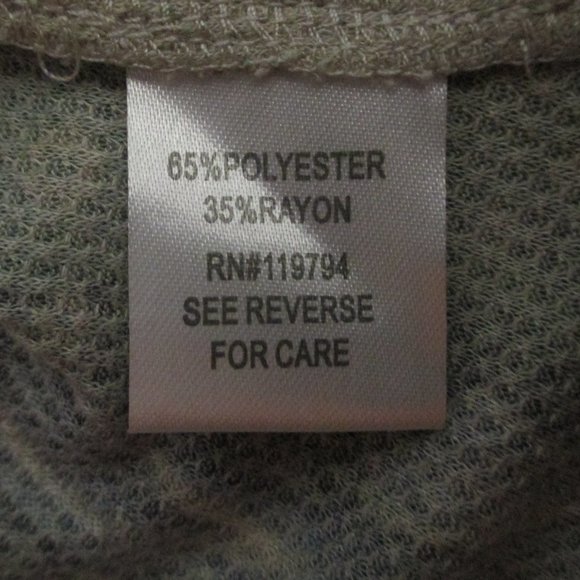 65%POLYESTER
35%RAYON
RN#119794
SEE REVERSE
FOR CARE